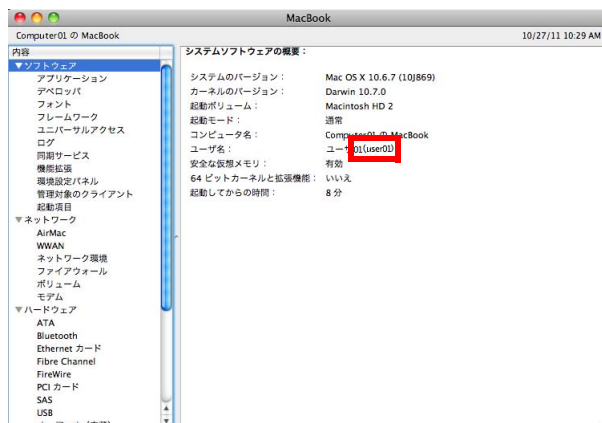 MacBook
Computer01 の MacBook 10/27/11 10:29 AM
内容
▼ソフトウェア
アプリケーション
デベロッパ
フォント
フレームワーク
ユニバーサルアクセス
ログ
同期サービス
機能拡張
環境設定パネル
管理対象のクライアント
起動項目
▼ネットワーク
AirMac
WWAN
ネットワーク環境
ファイアウォール
ボリューム
モデム
▼ハードウェア
ATA
Bluetooth
Ethernet カード
Fibre Channel
FireWire
PCI カード
SAS
USB
システムソフトウェアの概要：
システムのバージョン： Mac OS X 10.6.7 (10J869)
カーネルのバージョン： Darwin 10.7.0
起動ボリューム： Macintosh HD 2
起動モード： 通常
コンピュータ名： Computer01 の MacBook
ユーザ名： ユーザ01(user01)
安全な仮想メモリ： 有効
64 ビットカーネルと拡張機能： いいえ
起動してからの時間： 8 分